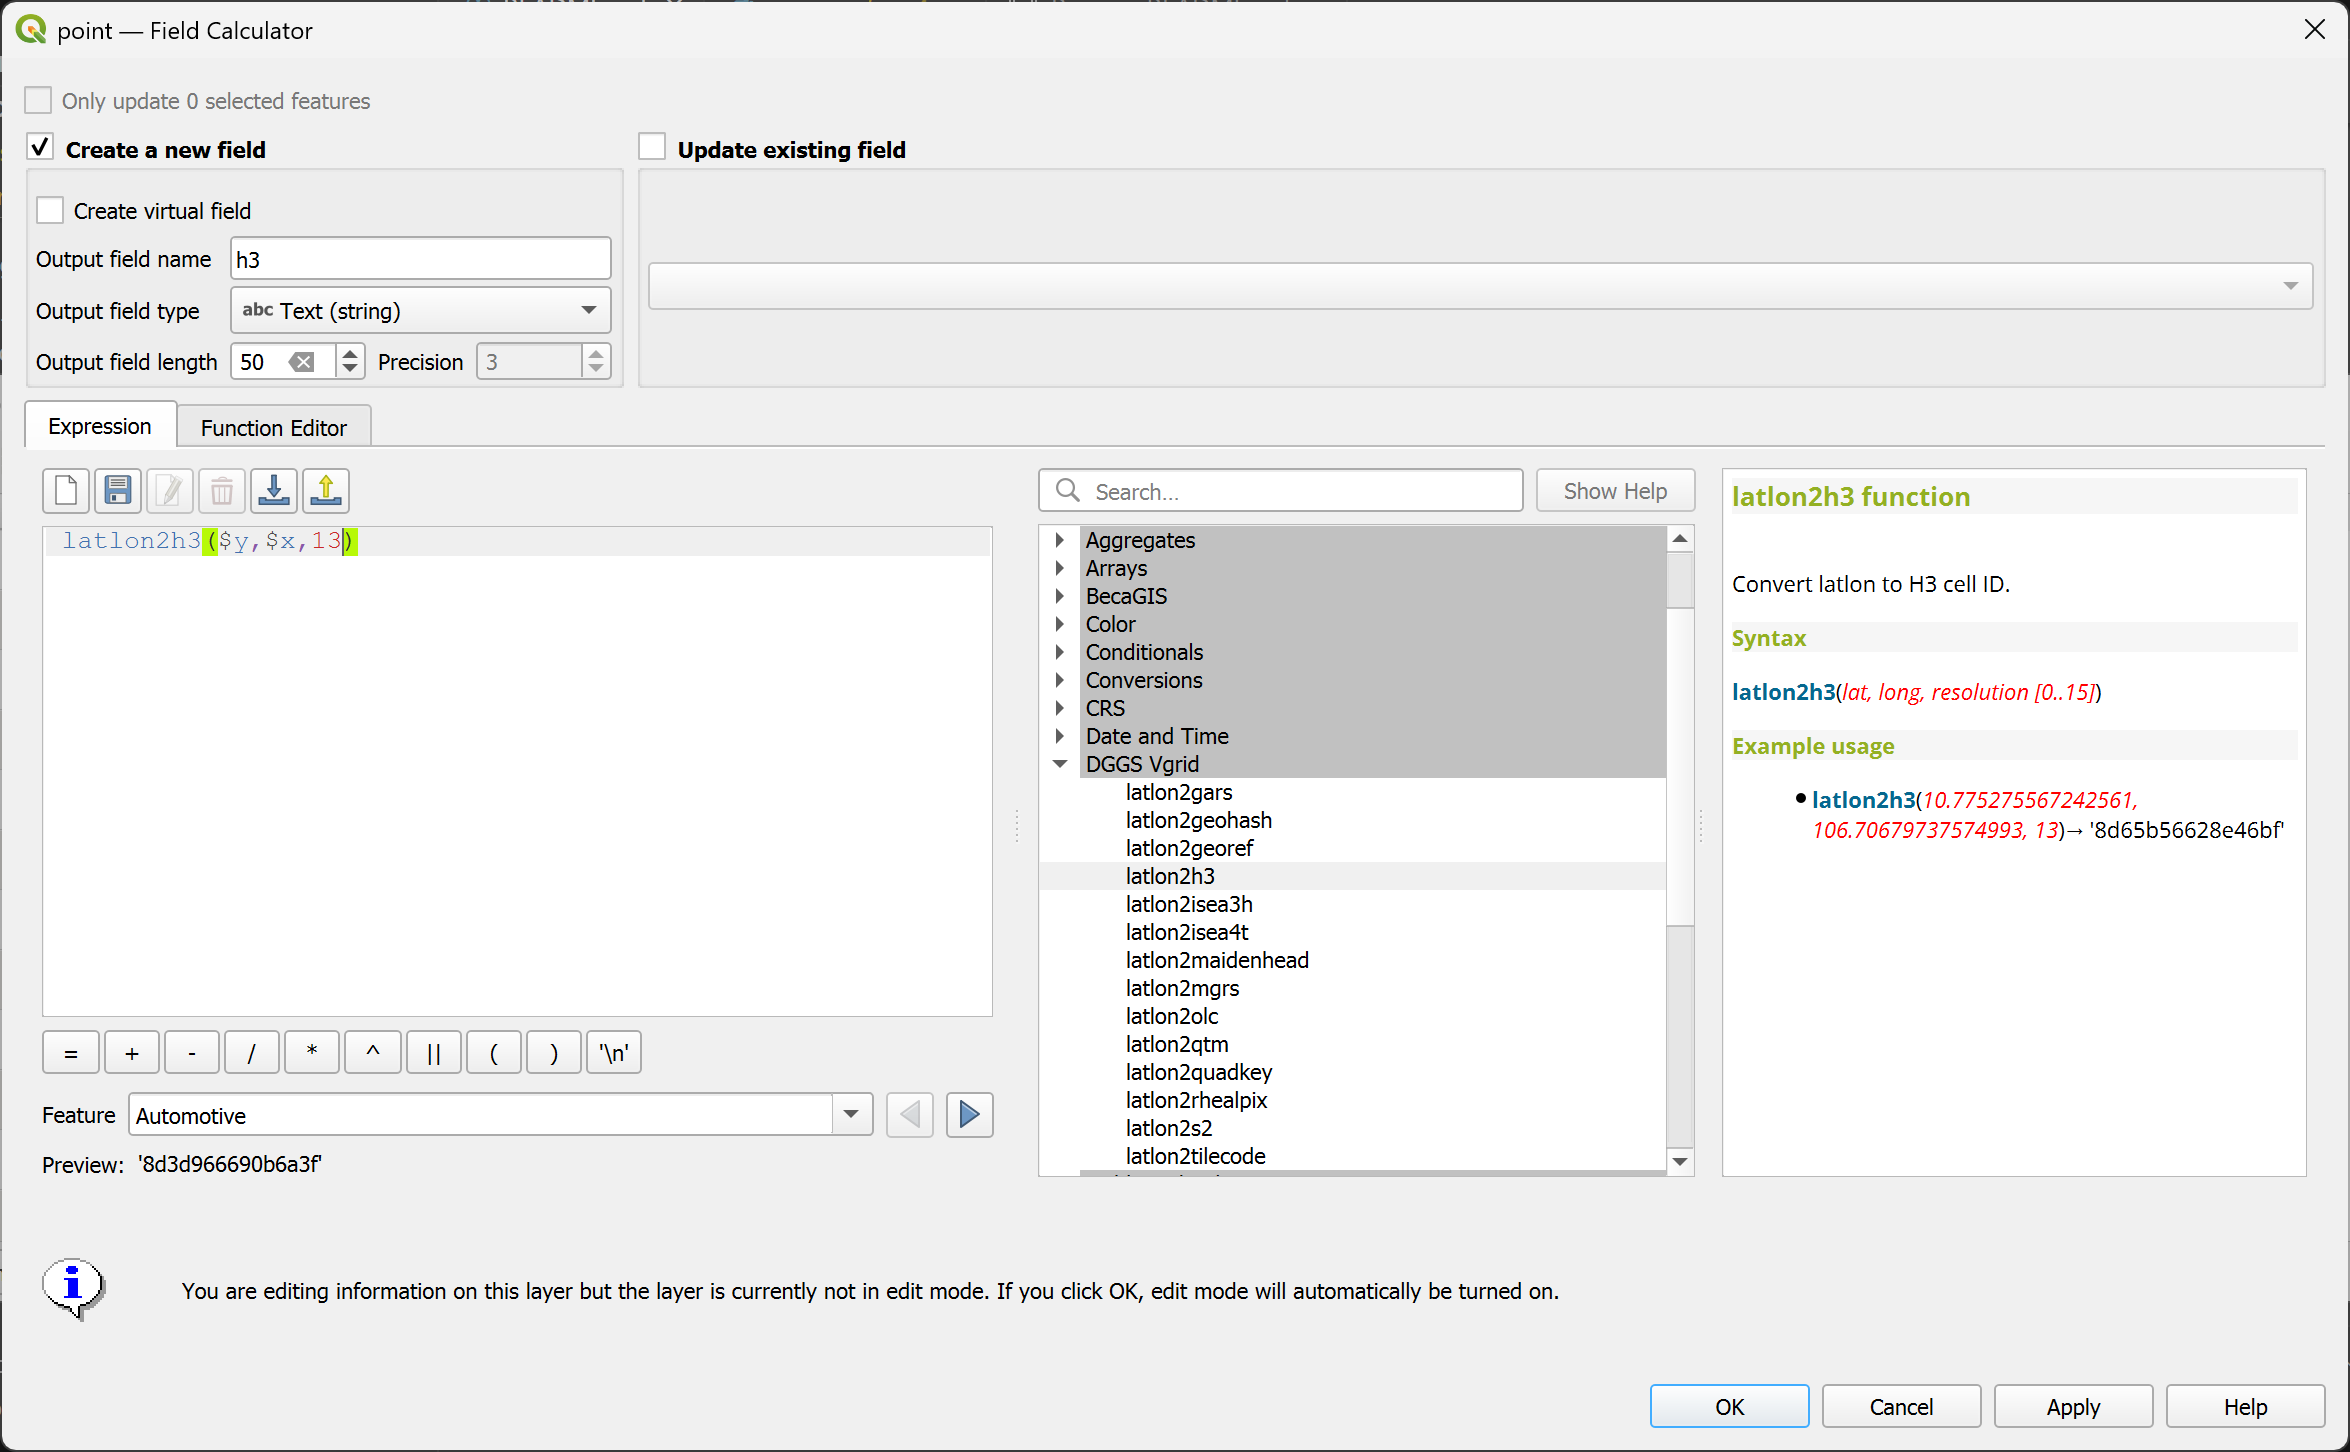 point — Field Calculator
Only update 0 selected features
Create a new field
Update existing field
Create virtual field
Output field name h3
Output field type abc Text (string)
Output field length 50 Precision 3
Expression
Function Editor
latlon2h3($y,$x,13)
= + - / * ^ || ( ) '\n'
Feature Automotive
Preview: '8d3d966690b6a3f'
Search...
Show Help
Aggregates
Arrays
BecaGIS
Color
Conditionals
Conversions
CRS
Date and Time
DGGS Vgrid
latlon2gars
latlon2geohash
latlon2georef
latlon2h3
latlon2isea3h
latlon2isea4t
latlon2maidenhead
latlon2mgrs
latlon2olc
latlon2qtm
latlon2quadkey
latlon2rhealpix
latlon2s2
latlon2tilecode
latlon2h3 function
Convert latlon to H3 cell ID.
Syntax
latlon2h3(lat, long, resolution [0..15])
Example usage
• latlon2h3(10.775275567242561,
106.70679737574993, 13)→ '8d65b56628e46bf'
You are editing information on this layer but the layer is currently not in edit mode. If you click OK, edit mode will automatically be turned on.
OK
Cancel
Apply
Help